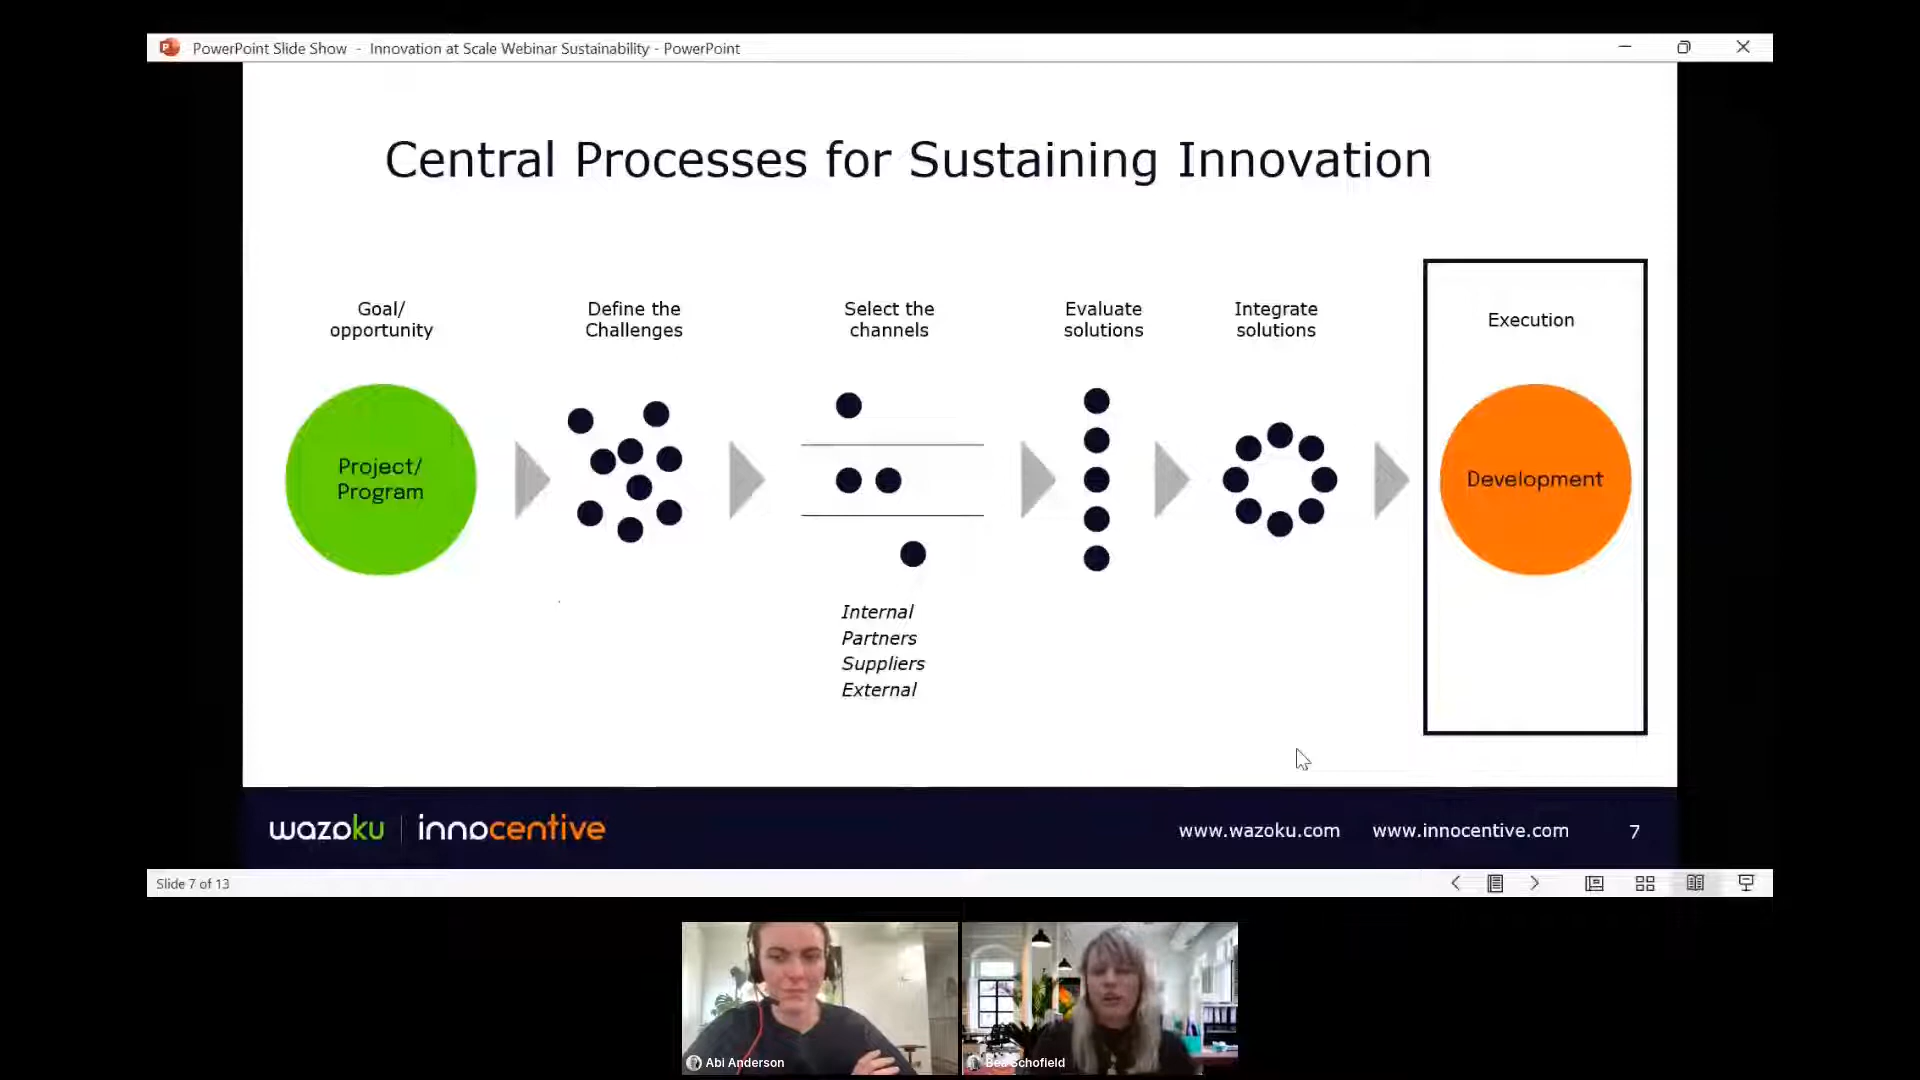 PowerPoint Slide Show - Innovation at Scale Webinar Sustainability - PowerPoint
Central Processes for Sustaining Innovation
Goal/
opportunity
Define the
Challenges
Select the
channels
Evaluate
solutions
Integrate
solutions
Execution
Project/
Program
Development
Internal
Partners
Suppliers
External
wazoku | innocentive
www.wazoku.com www.innocentive.com 7
Slide 7 of 13
Abi Anderson
Bea Schofield